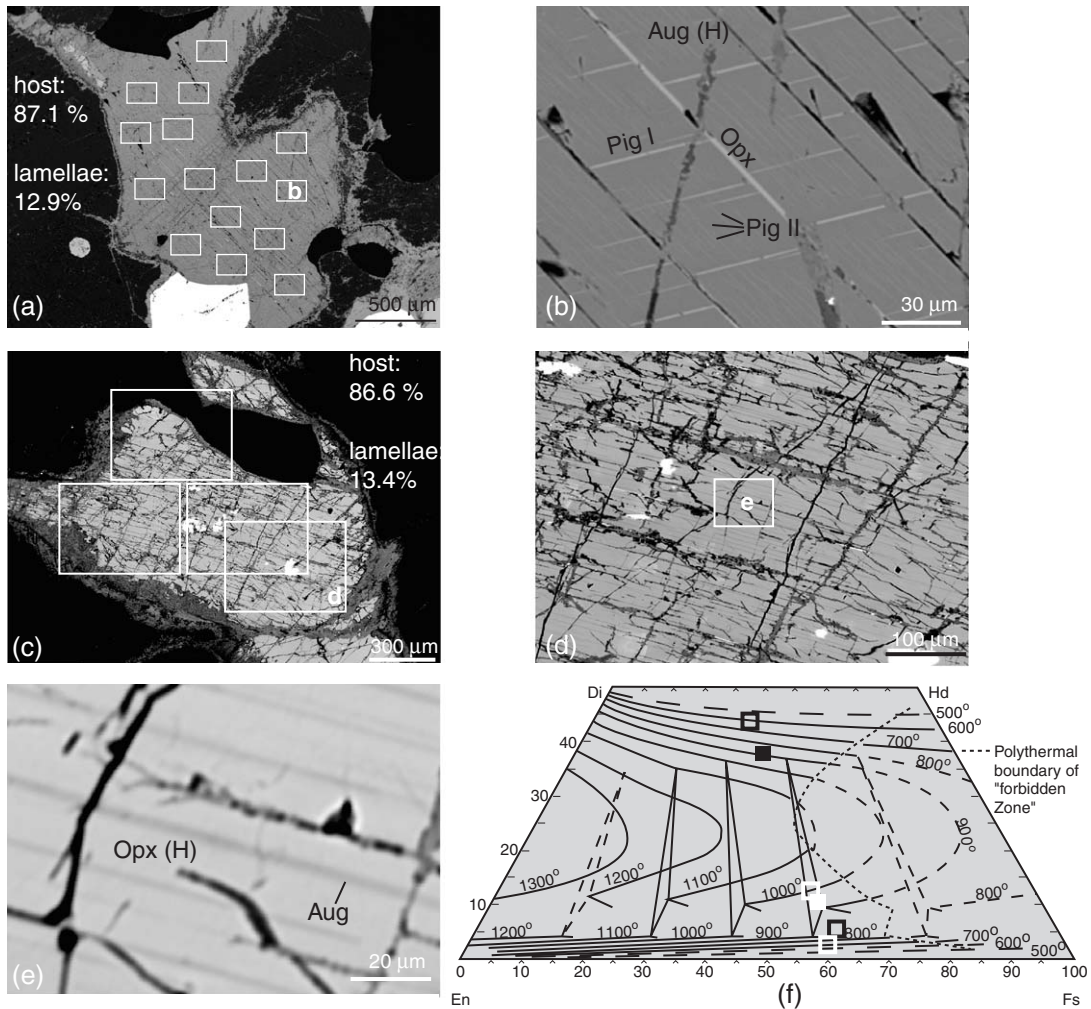 host:
87.1 %
lamellae:
12.9%
b
(a)
500 µm
Aug (H)
Pig I
Opx
Pig II
(b)
30 µm
host:
86.6 %
lamellae:
13.4%
d
(c)
300 µm
e
(d)
100 µm
Opx (H)
Aug
(e)
20 µm
Di
Hd
500°
600°
700°
800°
900°
800°
700°
600°
500°
Polythermal
boundary of
"forbidden
Zone"
40
30
20
10
1300°
1200°
1100°
1000°
1200°
1100°
1000°
900°
800°
0
10
20
30
40
50
60
70
80
90
100
En
(f)
Fs